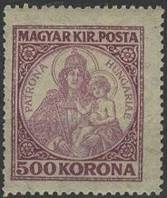 MAGYAR KIR. POSTA
PATRONA HUNGARIAE
500 KORONA